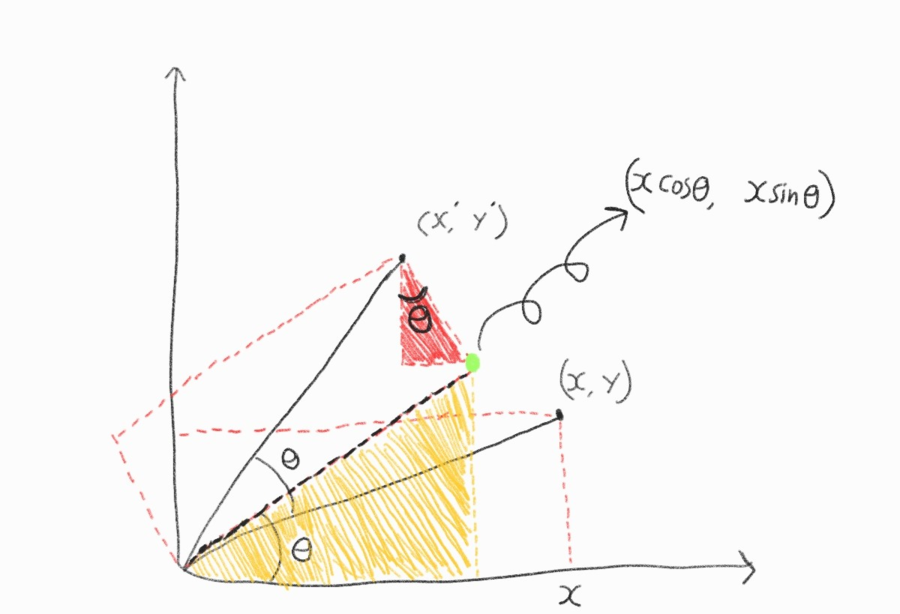 (x cosθ, x sinθ)
(x′, y′)
θ
(x, y)
θ
θ
x